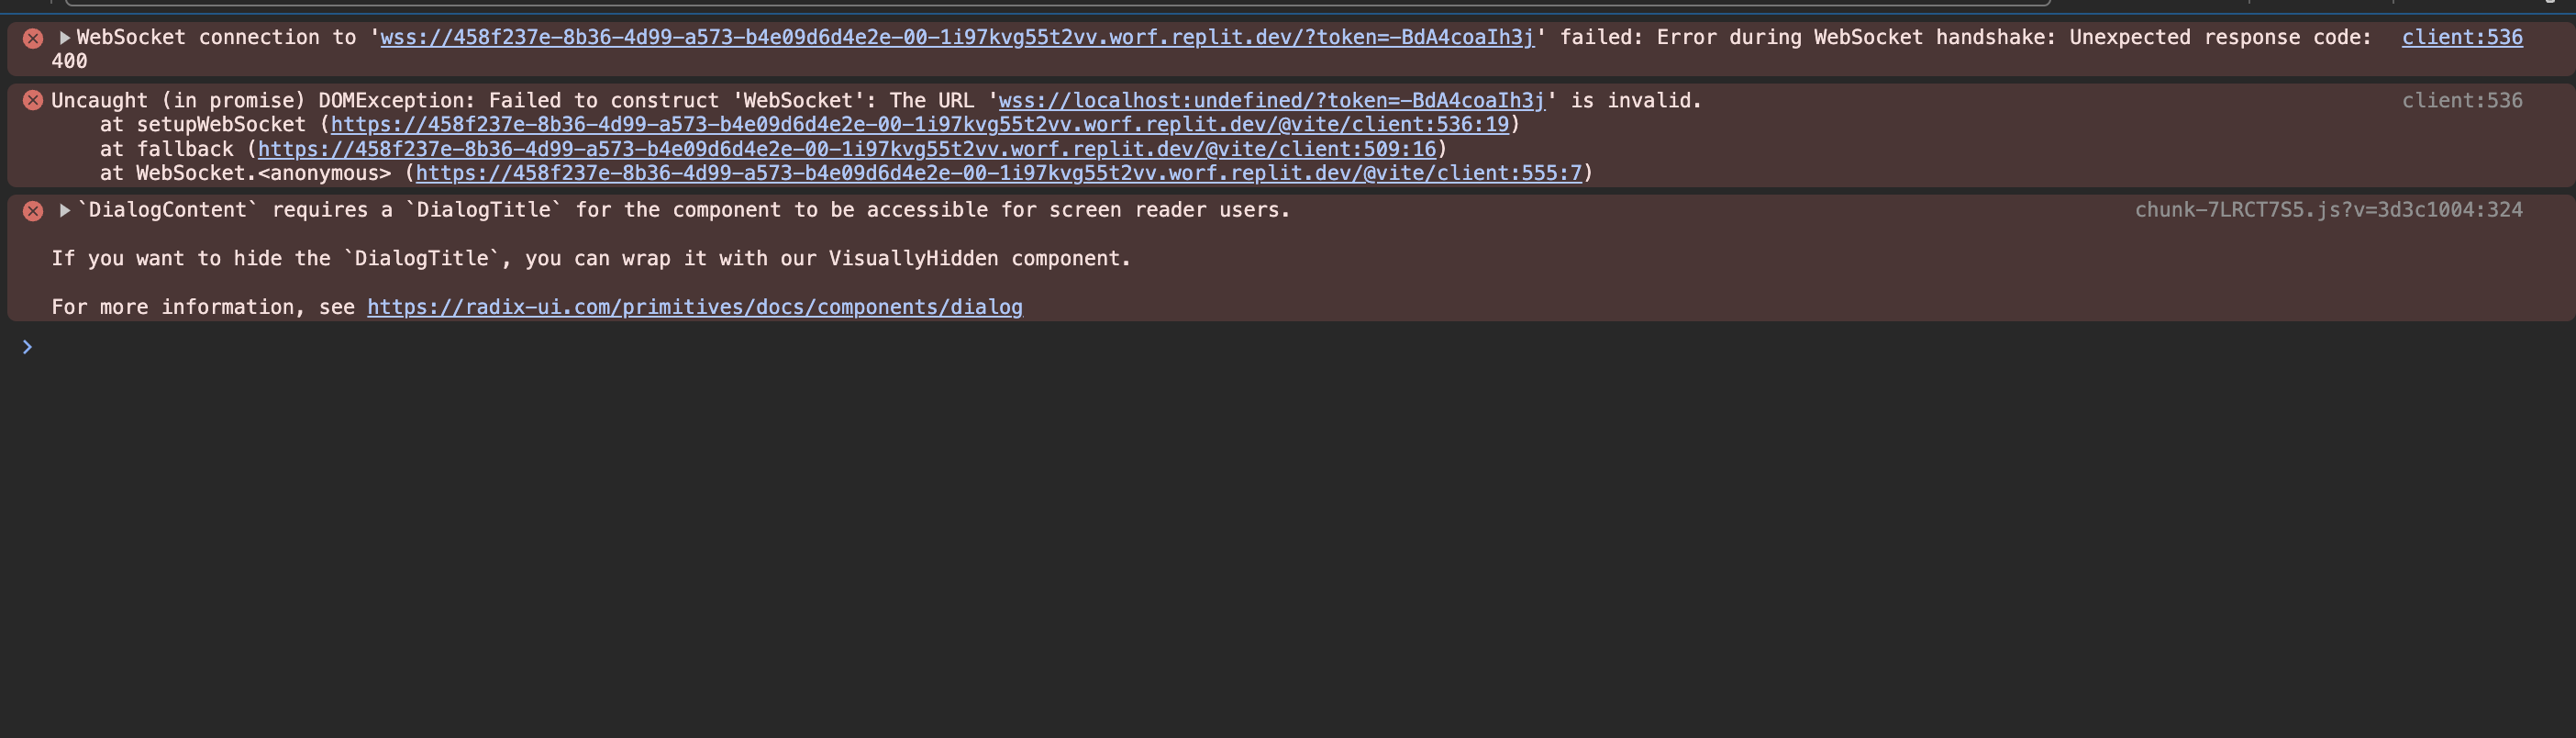 WebSocket connection to 'wss://458f237e-8b36-4d99-a573-b4e09d6d4e2e-00-1i97kvg55t2vv.worf.replit.dev/?token=-BdA4coaIh3j' failed: Error during WebSocket handshake: Unexpected response code: client:536
400
Uncaught (in promise) DOMException: Failed to construct 'WebSocket': The URL 'wss://localhost:undefined/?token=-BdA4coaIh3j' is invalid. client:536
at setupWebSocket (https://458f237e-8b36-4d99-a573-b4e09d6d4e2e-00-1i97kvg55t2vv.worf.replit.dev/@vite/client:536:19)
at fallback (https://458f237e-8b36-4d99-a573-b4e09d6d4e2e-00-1i97kvg55t2vv.worf.replit.dev/@vite/client:509:16)
at WebSocket.<anonymous> (https://458f237e-8b36-4d99-a573-b4e09d6d4e2e-00-1i97kvg55t2vv.worf.replit.dev/@vite/client:555:7)
`DialogContent` requires a `DialogTitle` for the component to be accessible for screen reader users. chunk-7LRCT7S5.js?v=3d3c1004:324
If you want to hide the `DialogTitle`, you can wrap it with our VisuallyHidden component.
For more information, see https://radix-ui.com/primitives/docs/components/dialog